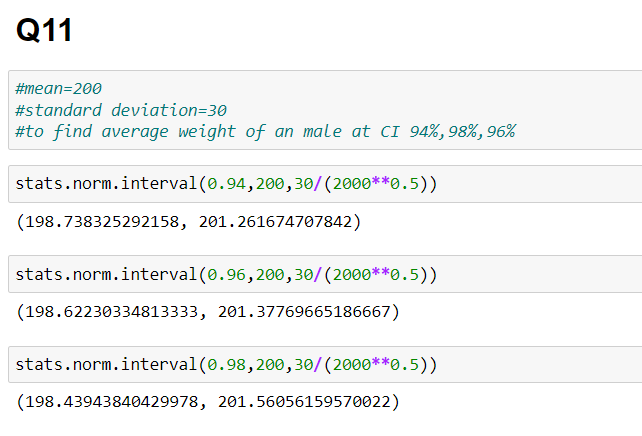 Q11
#mean=200
#standard deviation=30
#to find average weight of an male at CI 94%,98%,96%
stats.norm.interval(0.94,200,30/(2000**0.5))
(198.738325292158, 201.261674707842)
stats.norm.interval(0.96,200,30/(2000**0.5))
(198.62230334813333, 201.37769665186667)
stats.norm.interval(0.98,200,30/(2000**0.5))
(198.43943840429978, 201.56056159570022)